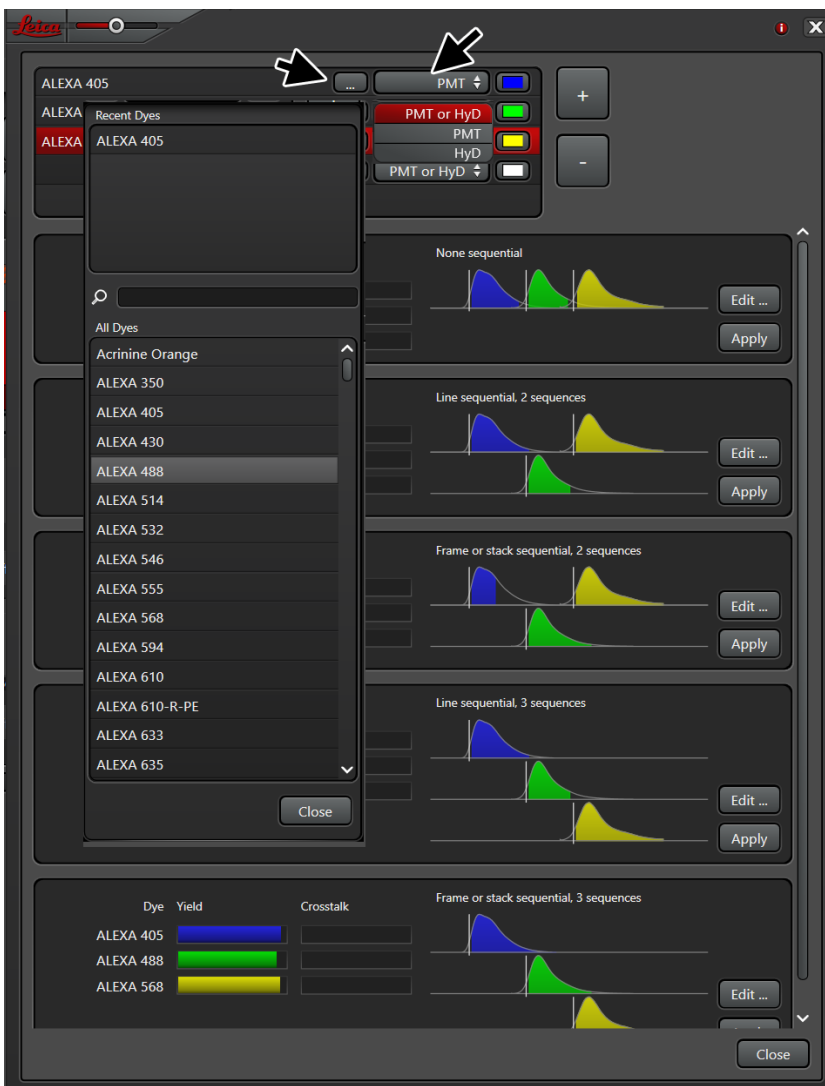 Leica
i X
ALEXA 405 ... PMT
+
ALEXA
ALEXA
Recent Dyes
ALEXA 405
PMT or HyD
PMT
HyD
PMT or HyD
-
All Dyes
Acrinine Orange
ALEXA 350
ALEXA 405
ALEXA 430
ALEXA 488
ALEXA 514
ALEXA 532
ALEXA 546
ALEXA 555
ALEXA 568
ALEXA 594
ALEXA 610
ALEXA 610-R-PE
ALEXA 633
ALEXA 635
Close
None sequential
Edit ...
Apply
Line sequential, 2 sequences
Edit ...
Apply
Frame or stack sequential, 2 sequences
Edit ...
Apply
Line sequential, 3 sequences
Edit ...
Apply
Dye Yield Crosstalk
ALEXA 405
ALEXA 488
ALEXA 568
Frame or stack sequential, 3 sequences
Edit ...
Close